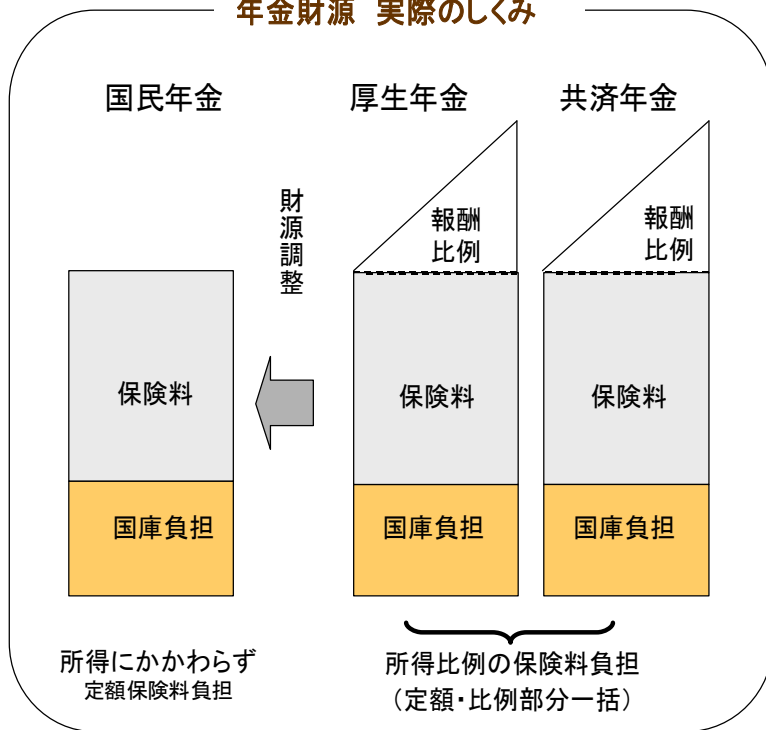 年金財源 実際のしくみ
国民年金
厚生年金
共済年金
財源調整
報酬
比例
報酬
比例
保険料
保険料
保険料
国庫負担
国庫負担
国庫負担
所得にかかわらず
定額保険料負担
所得比例の保険料負担
（定額・比例部分一括）